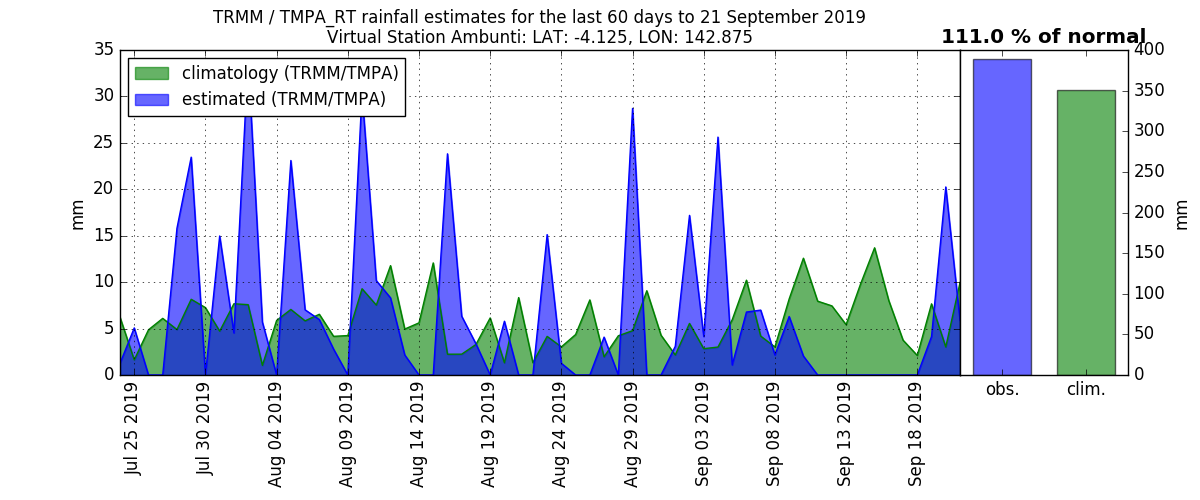 TRMM / TMPA_RT rainfall estimates for the last 60 days to 21 September 2019
Virtual Station Ambunti: LAT: -4.125, LON: 142.875
111.0 % of normal
climatology (TRMM/TMPA)
estimated (TRMM/TMPA)
35
30
25
20
15
10
5
0
mm
Jul 25 2019
Jul 30 2019
Aug 04 2019
Aug 09 2019
Aug 14 2019
Aug 19 2019
Aug 24 2019
Aug 29 2019
Sep 03 2019
Sep 08 2019
Sep 13 2019
Sep 18 2019
400
350
300
250
200
150
100
50
0
mm
obs.
clim.